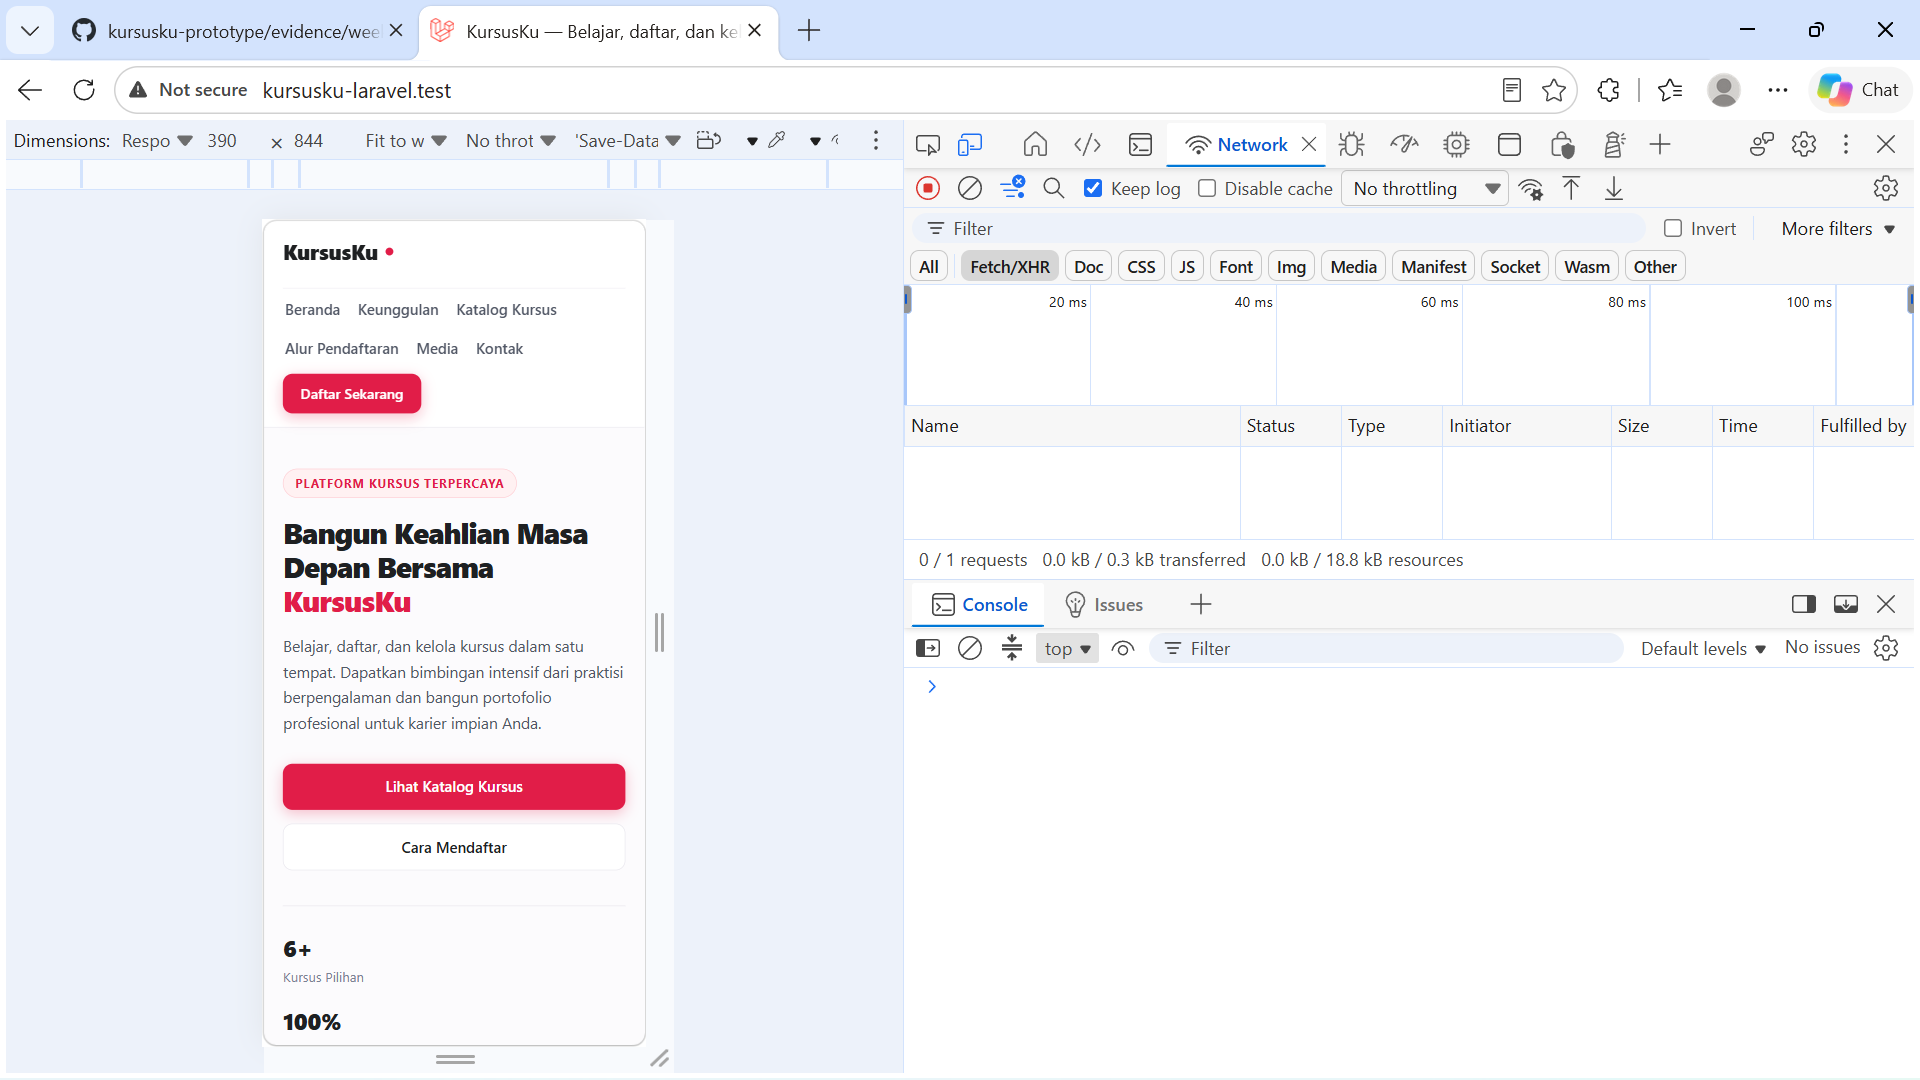 kursusku-prototype/evidence/wee
KursusKu — Belajar, daftar, dan kel
Not secure
kursusku-laravel.test
Chat
Dimensions: Respo 390 × 844 Fit to w No throt 'Save-Data
Network
Keep log
Disable cache
No throttling
Filter
Invert
More filters
All Fetch/XHR Doc CSS JS Font Img Media Manifest Socket Wasm Other
20 ms 40 ms 60 ms 80 ms 100 ms
Name Status Type Initiator Size Time Fulfilled by
0 / 1 requests 0.0 kB / 0.3 kB transferred 0.0 kB / 18.8 kB resources
Console
Issues
top
Filter
Default levels
No issues
KursusKu
Beranda Keunggulan Katalog Kursus
Alur Pendaftaran Media Kontak
Daftar Sekarang
PLATFORM KURSUS TERPERCAYA
Bangun Keahlian Masa
Depan Bersama
KursusKu
Belajar, daftar, dan kelola kursus dalam satu
tempat. Dapatkan bimbingan intensif dari praktisi
berpengalaman dan bangun portofolio
profesional untuk karier impian Anda.
Lihat Katalog Kursus
Cara Mendaftar
6+
Kursus Pilihan
100%